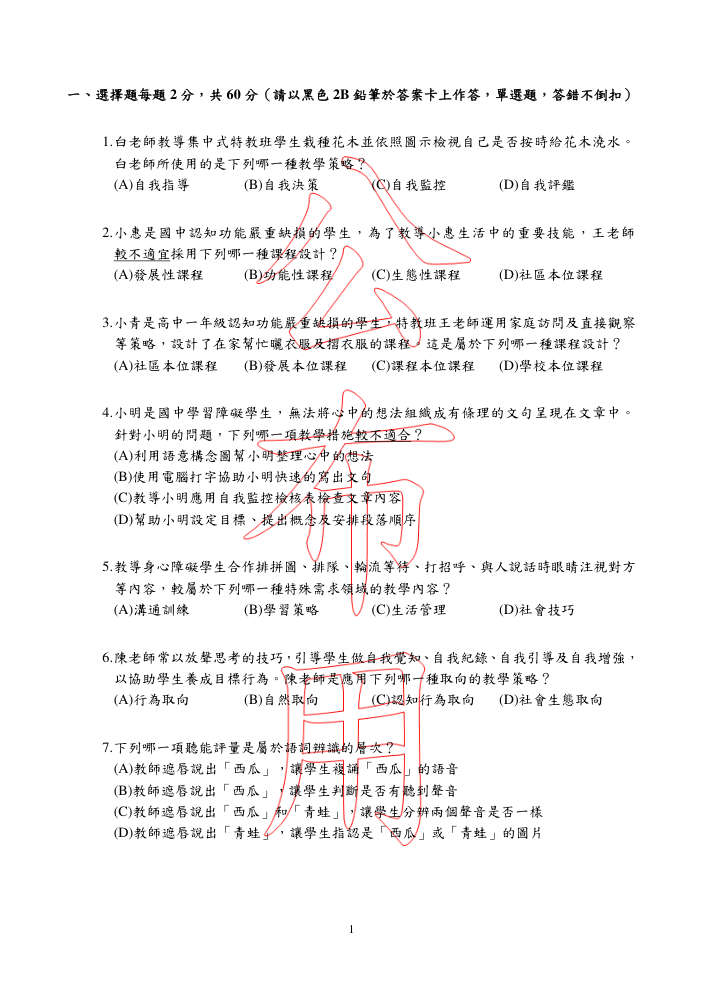 一、選擇題每題 2 分，共 60 分（請以黑色 2B 鉛筆於答案卡上作答，單選題，答錯不倒扣）
1.白老師教導集中式特教班學生栽種花木並依照圖示檢視自己是否按時給花木澆水。
白老師所使用的是下列哪一種教學策略？
(A)自我指導 (B)自我決策 (C)自我監控 (D)自我評鑑
2.小惠是國中認知功能嚴重缺損的學生，為了教導小惠生活中的重要技能，王老師
較不適宜採用下列哪一種課程設計？
(A)發展性課程 (B)功能性課程 (C)生態性課程 (D)社區本位課程
3.小青是高中一年級認知功能嚴重缺損的學生，特教班王老師運用家庭訪問及直接觀察
等策略，設計了在家幫忙曬衣服及摺衣服的課程。這是屬於下列哪一種課程設計？
(A)社區本位課程 (B)發展本位課程 (C)課程本位課程 (D)學校本位課程
4.小明是國中學習障礙學生，無法將心中的想法組織成有條理的文句呈現在文章中。
針對小明的問題，下列哪一項教學措施較不適合？
(A)利用語意構念圖幫小明整理心中的想法
(B)使用電腦打字協助小明快速的寫出文句
(C)教導小明應用自我監控檢核表檢查文章內容
(D)幫助小明設定目標、提出概念及安排段落順序
5.教導身心障礙學生合作排拼圖、排隊、輪流等待、打招呼、與人說話時眼睛注視對方
等內容，較屬於下列哪一種特殊需求領域的教學內容？
(A)溝通訓練 (B)學習策略 (C)生活管理 (D)社會技巧
6.陳老師常以放聲思考的技巧，引導學生做自我覺知、自我紀錄、自我引導及自我增強，
以協助學生養成目標行為。陳老師是應用下列哪一種取向的教學策略？
(A)行為取向 (B)自然取向 (C)認知行為取向 (D)社會生態取向
7.下列哪一項聽能評量是屬於語詞辨識的層次？
(A)教師遮唇說出「西瓜」，讓學生複誦「西瓜」的語音
(B)教師遮唇說出「西瓜」，讓學生判斷是否有聽到聲音
(C)教師遮唇說出「西瓜」和「青蛙」，讓學生分辨兩個聲音是否一樣
(D)教師遮唇說出「青蛙」，讓學生指認是「西瓜」或「青蛙」的圖片
公布用
1